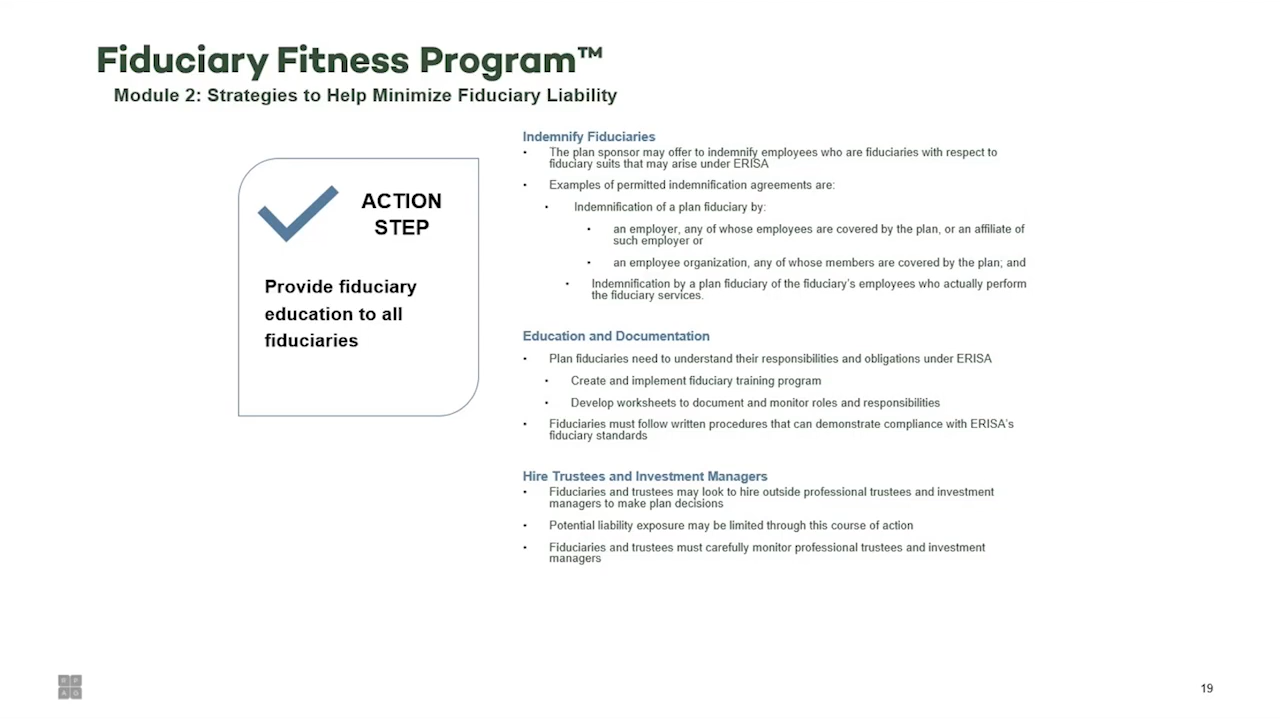 Fiduciary Fitness Program™
Module 2: Strategies to Help Minimize Fiduciary Liability
ACTION
STEP
Provide fiduciary
education to all
fiduciaries
Indemnify Fiduciaries
• The plan sponsor may offer to indemnify employees who are fiduciaries with respect to
fiduciary suits that may arise under ERISA
• Examples of permitted indemnification agreements are:
• Indemnification of a plan fiduciary by:
• an employer, any of whose employees are covered by the plan, or an affiliate of
such employer or
• an employee organization, any of whose members are covered by the plan; and
• Indemnification by a plan fiduciary of the fiduciary's employees who actually perform
the fiduciary services.
Education and Documentation
• Plan fiduciaries need to understand their responsibilities and obligations under ERISA
• Create and implement fiduciary training program
• Develop worksheets to document and monitor roles and responsibilities
• Fiduciaries must follow written procedures that can demonstrate compliance with ERISA's
fiduciary standards
Hire Trustees and Investment Managers
• Fiduciaries and trustees may look to hire outside professional trustees and investment
managers to make plan decisions
• Potential liability exposure may be limited through this course of action
• Fiduciaries and trustees must carefully monitor professional trustees and investment
managers
R P
A G
19